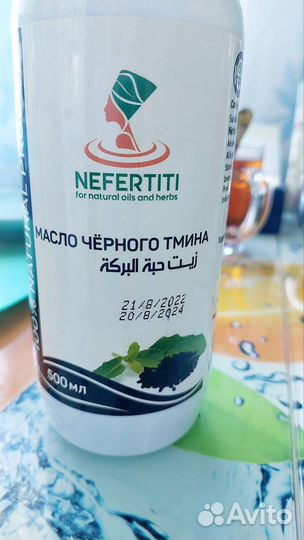 NEFERTITI
for natural oils and herbs
МАСЛО ЧЁРНОГО ТМИНА
زيت حبة البركة
21/8/2022
20/8/2024
500 МЛ
Avito